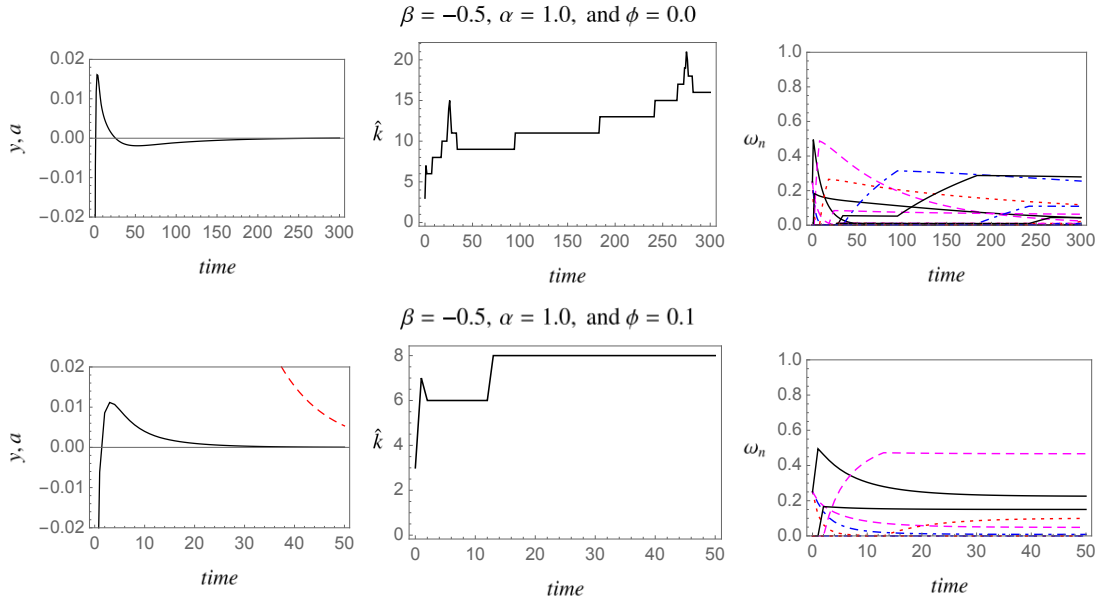 β = −0.5, α = 1.0, and ϕ = 0.0
y, a
0.02
0.01
0.00
−0.01
−0.02
0 50 100 150 200 250 300
time
k̂
20
15
10
5
0
0 50 100 150 200 250 300
time
ω_n
1.0
0.8
0.6
0.4
0.2
0.0
0 50 100 150 200 250 300
time
β = −0.5, α = 1.0, and ϕ = 0.1
y, a
0.02
0.01
0.00
−0.01
−0.02
0 10 20 30 40 50
time
k̂
8
6
4
2
0
0 10 20 30 40 50
time
ω_n
1.0
0.8
0.6
0.4
0.2
0.0
0 10 20 30 40 50
time